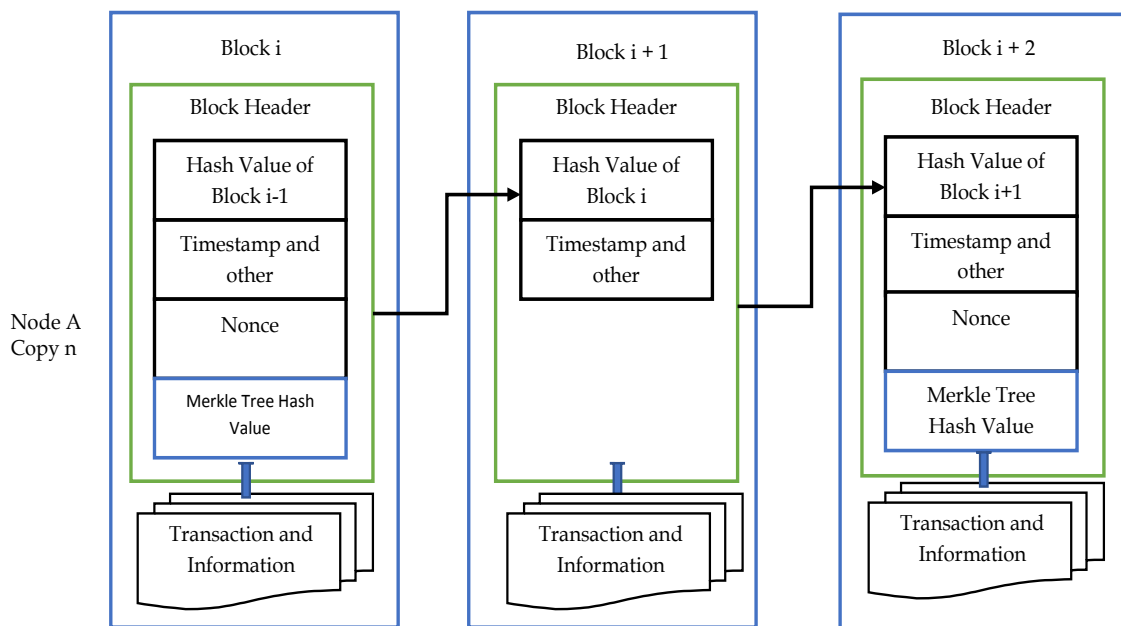 Block i
Block Header
Hash Value of
Block i-1
Timestamp and
other
Nonce
Merkle Tree Hash
Value
Transaction and
Information
Block i + 1
Block Header
Hash Value of
Block i
Timestamp and
other
Transaction and
Information
Block i + 2
Block Header
Hash Value of
Block i+1
Timestamp and
other
Nonce
Merkle Tree
Hash Value
Transaction and
Information
Node A
Copy n